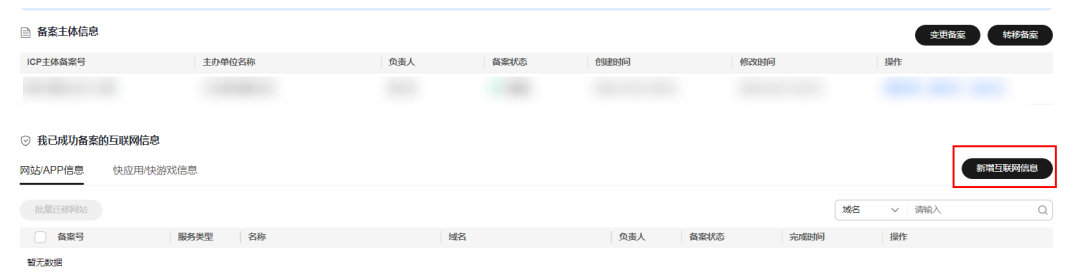 备案主体信息
变更备案 转移备案
ICP主体备案号 主办单位名称 负责人 备案状态 创建时间 修改时间 操作
我已成功备案的互联网信息
网站/APP信息 快应用/快游戏信息 新增互联网信息
批量迁移网站 域名 请输入
备案号 服务类型 名称 域名 负责人 备案状态 完成时间 操作
暂无数据